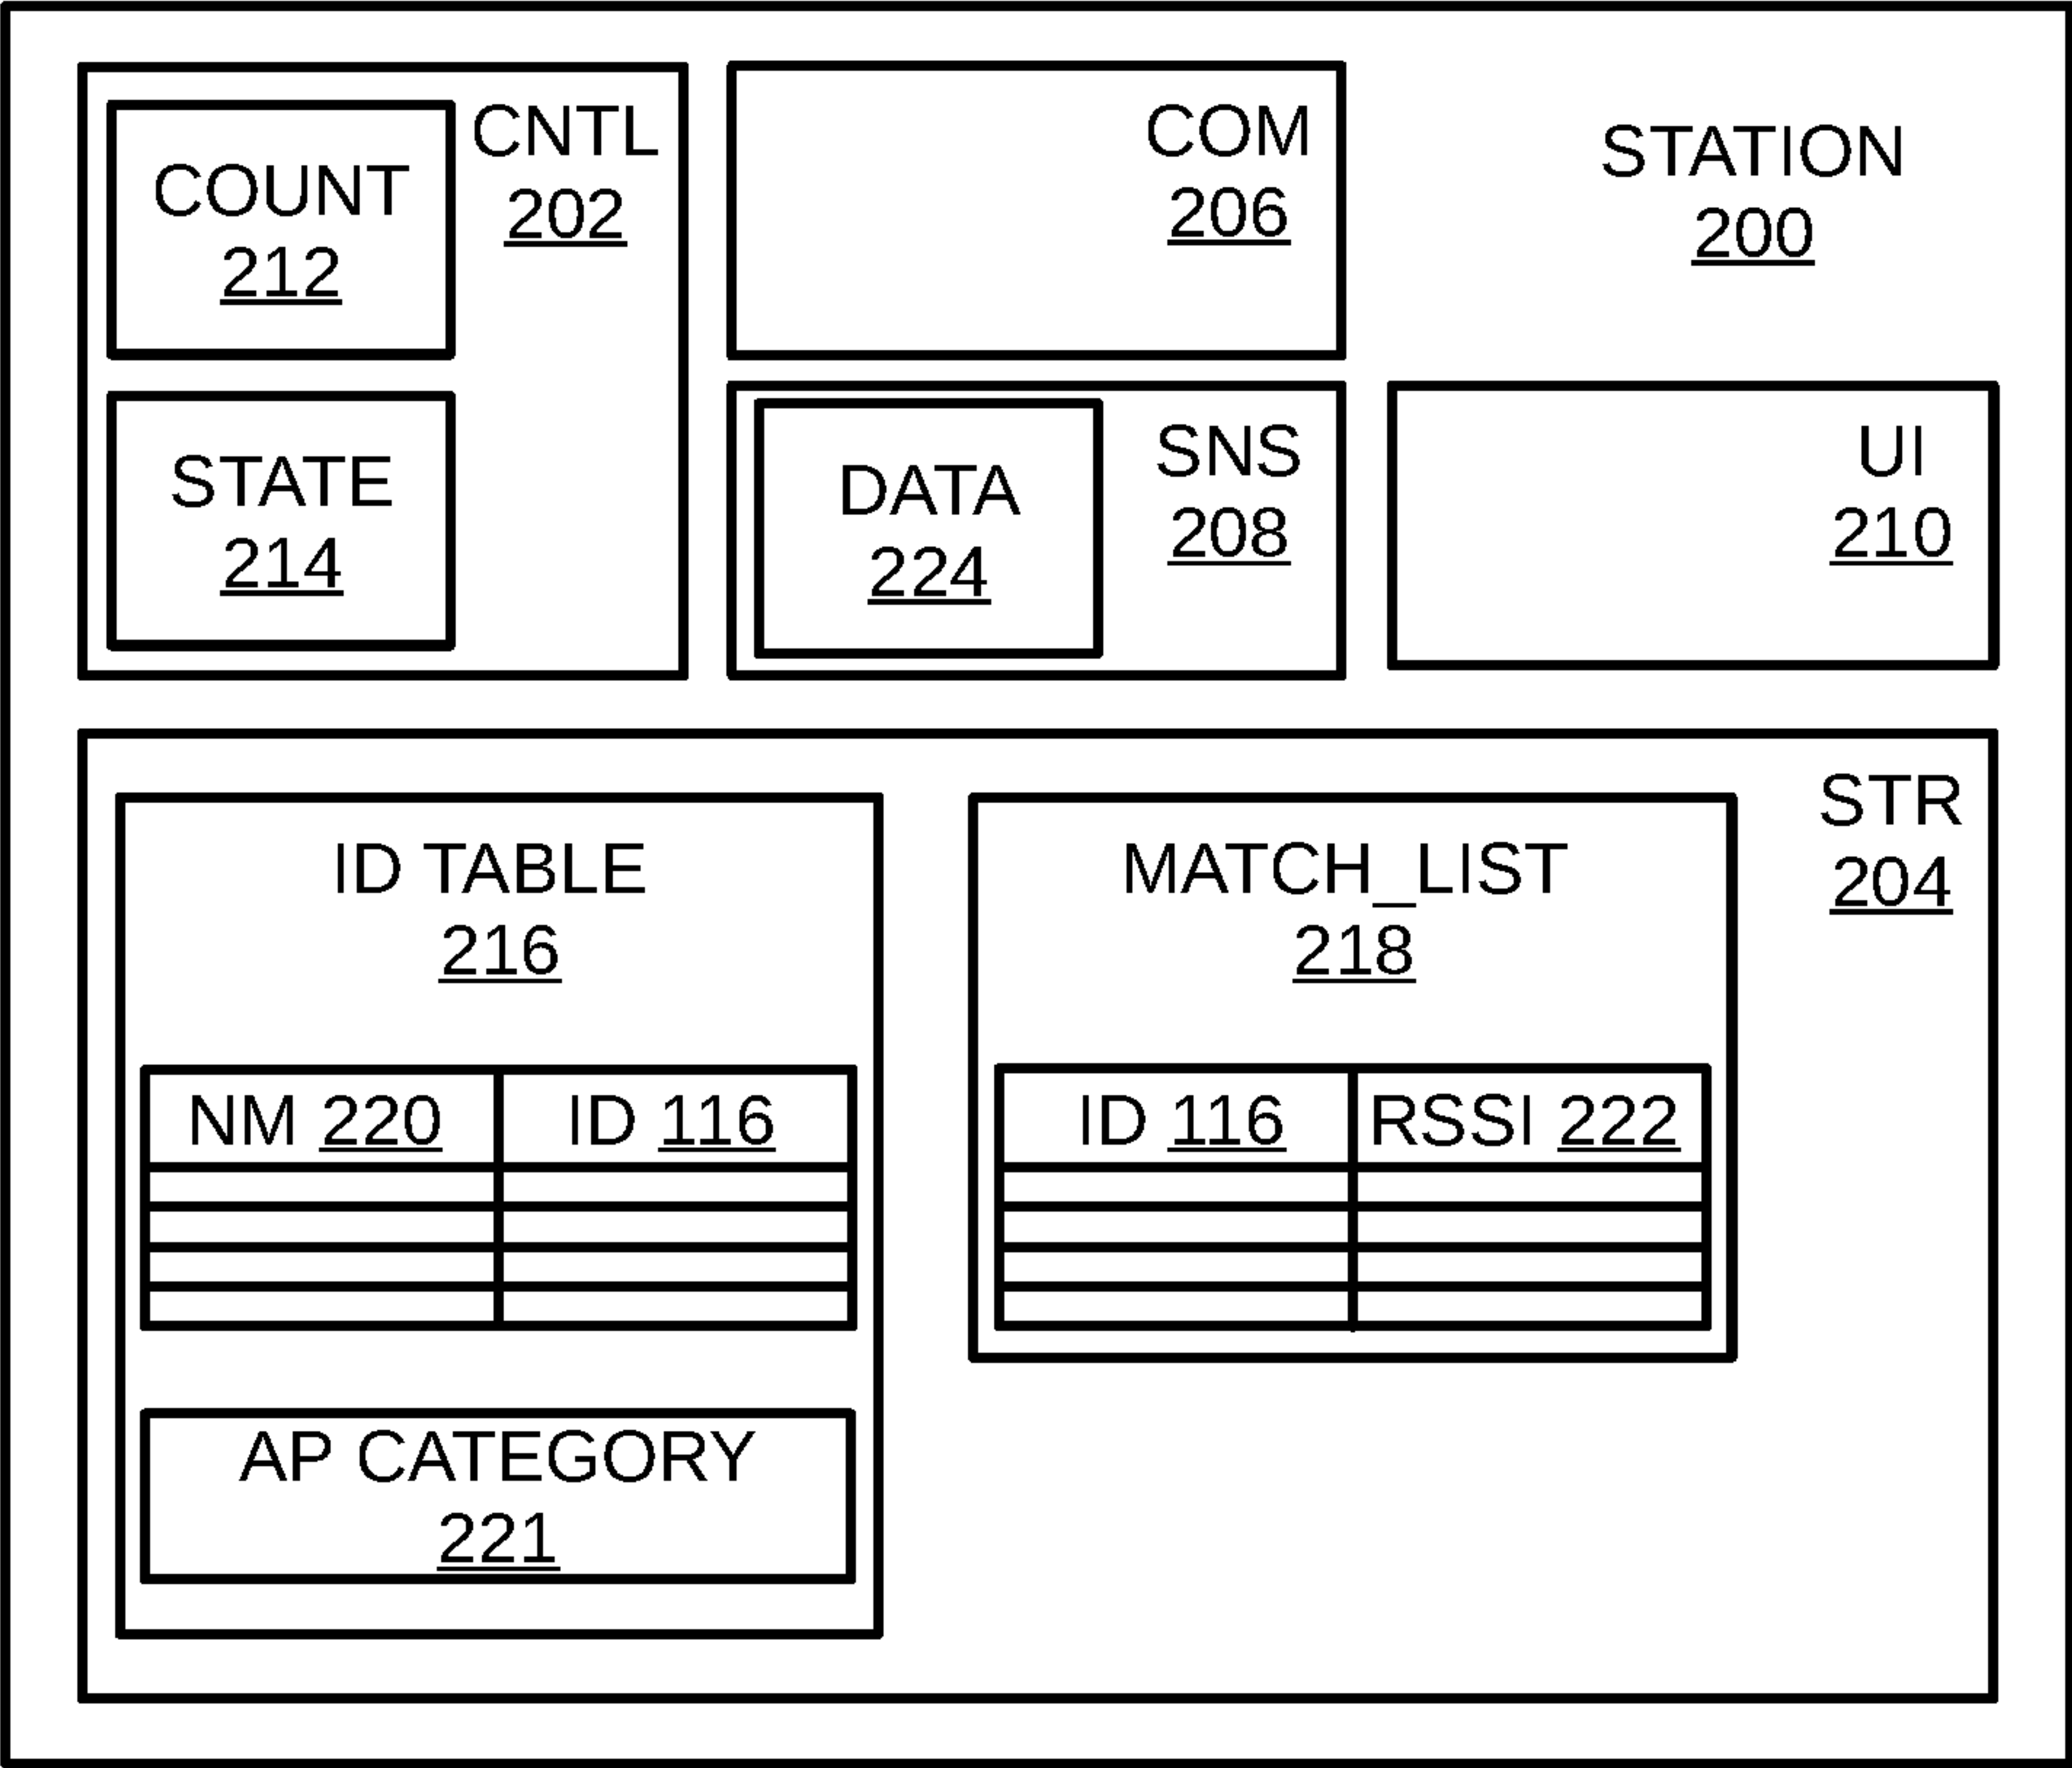 COUNT
212
CNTL
202
STATE
214
COM
206
STATION
200
DATA
224
SNS
208
UI
210
STR
204
ID TABLE
216
NM 220 ID 116
AP CATEGORY
221
MATCH_LIST
218
ID 116 RSSI 222